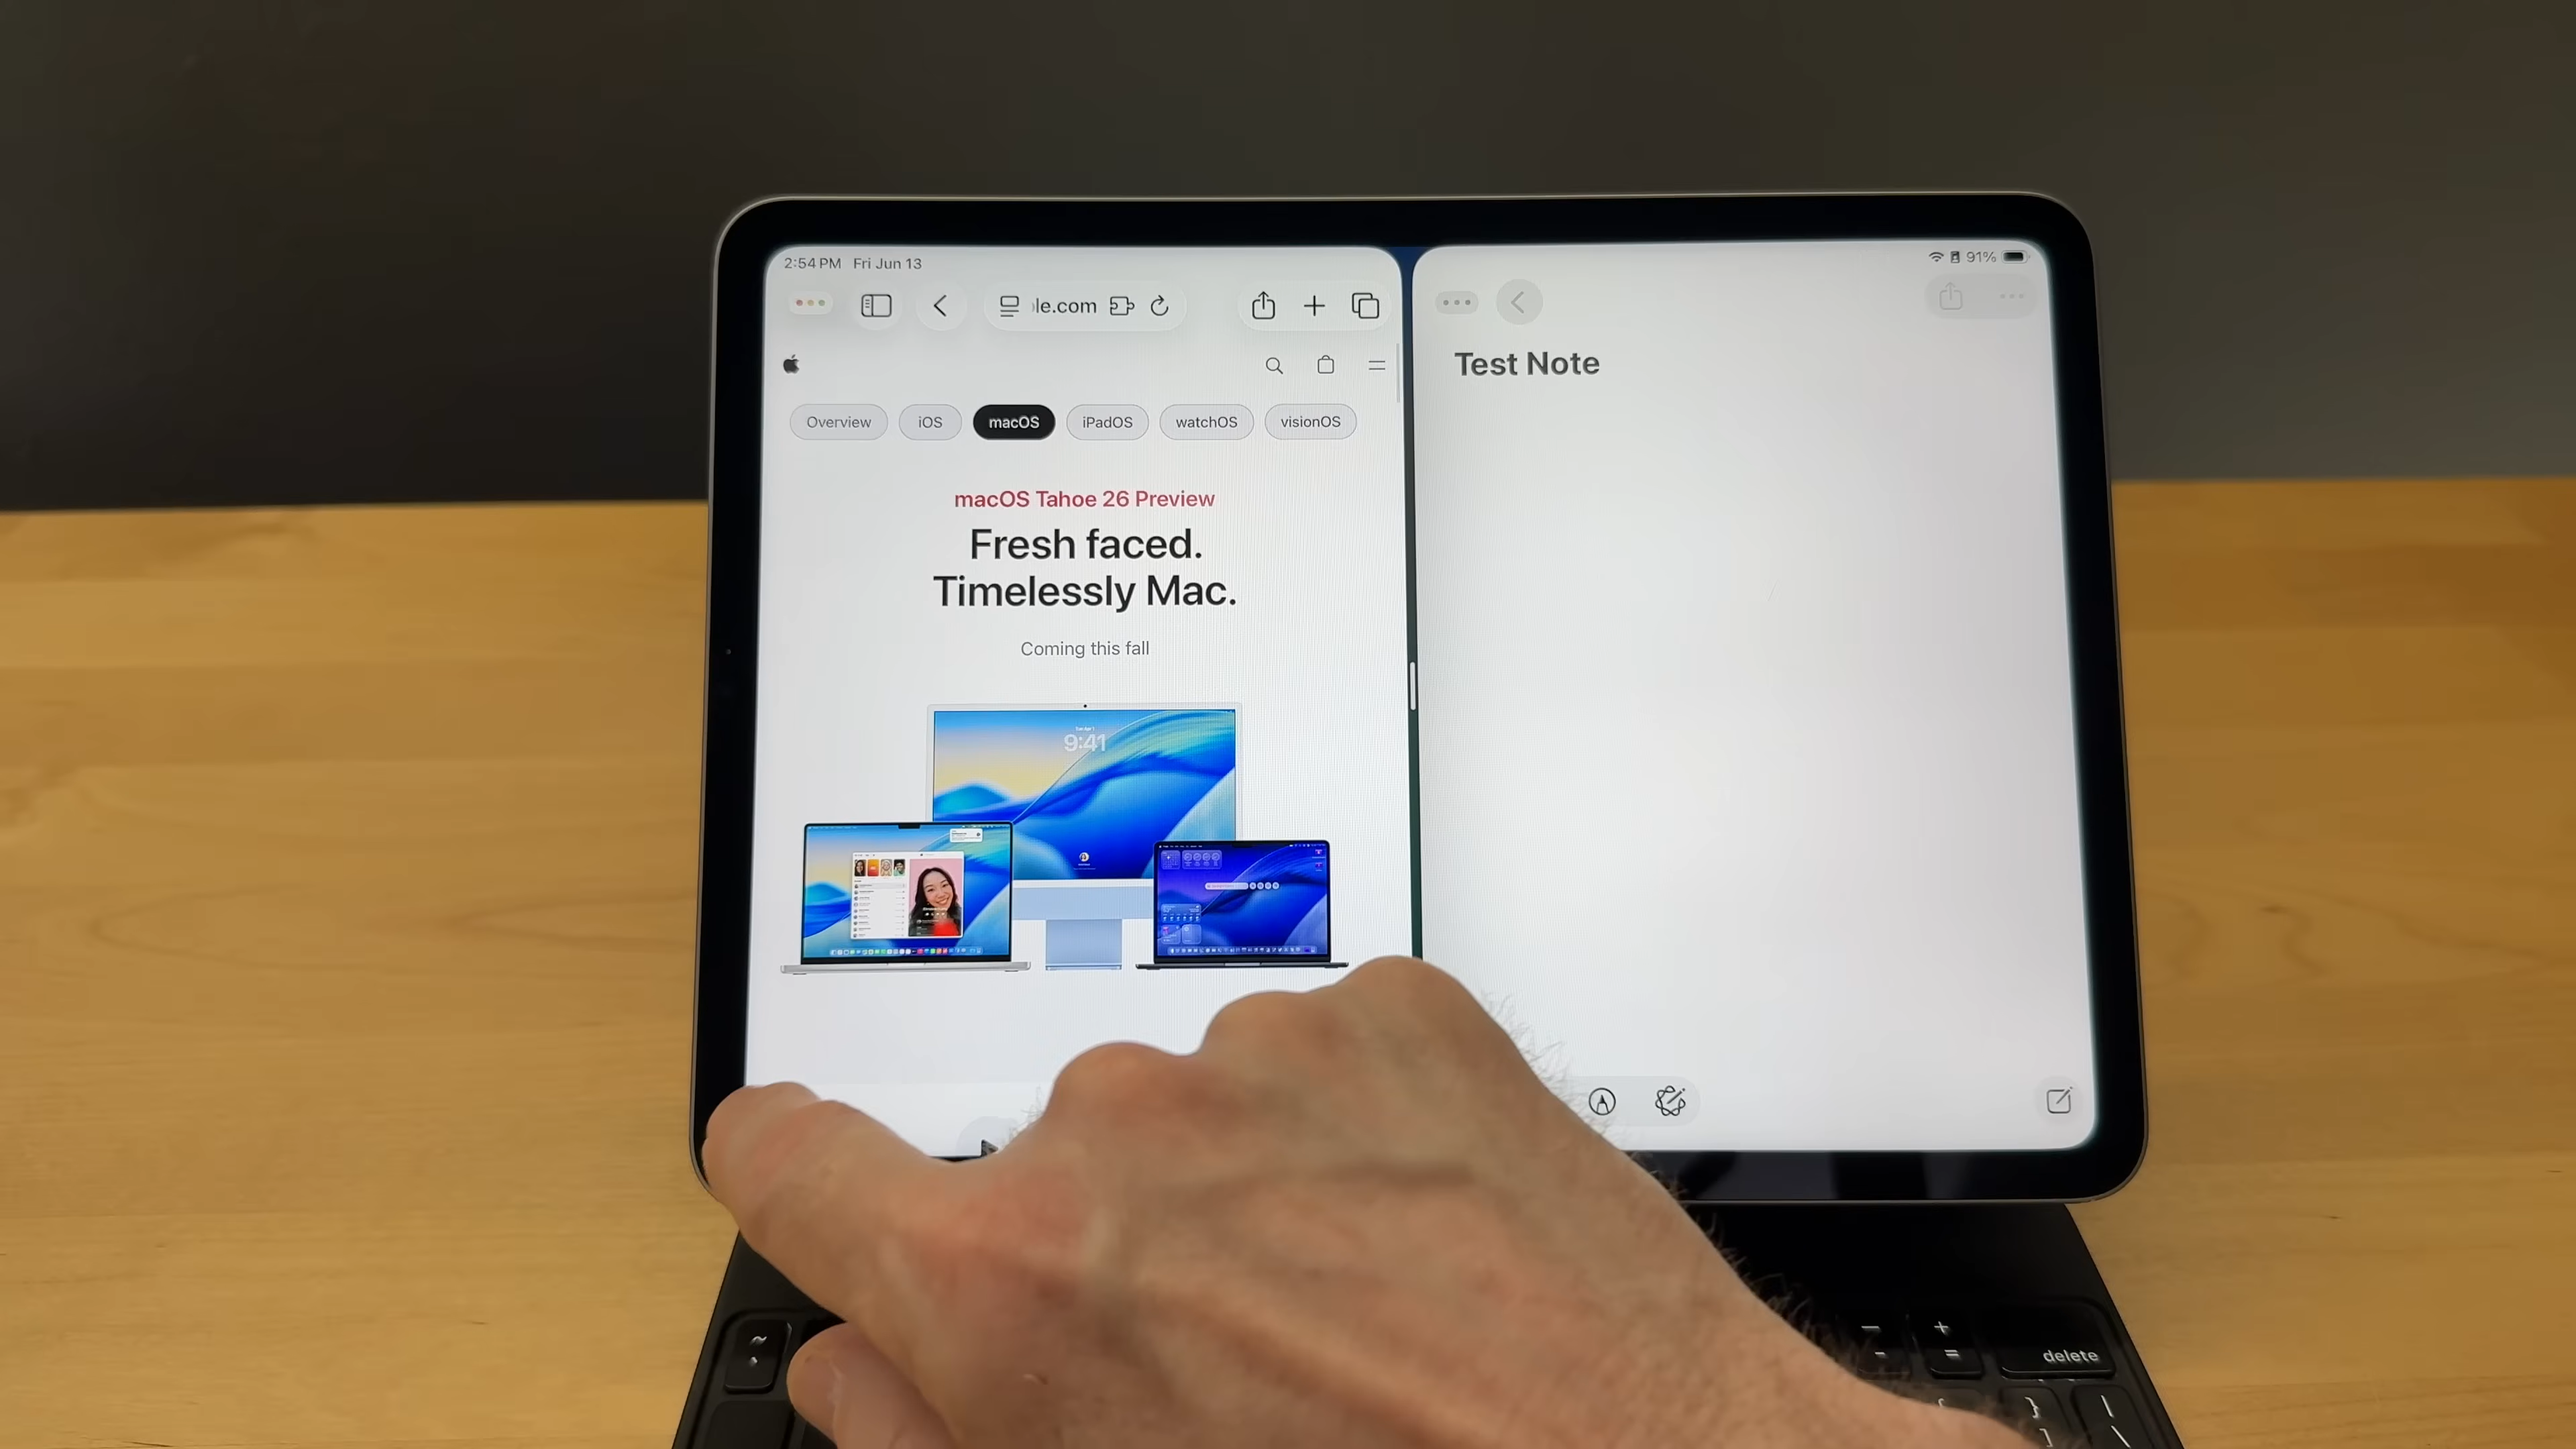 2:54 PM Fri Jun 13
91%
le.com
Test Note
Overview
iOS
macOS
iPadOS
watchOS
visionOS
macOS Tahoe 26 Preview
Fresh faced.
Timelessly Mac.
Coming this fall
9:41
~
+
=
delete
}
]
|
\